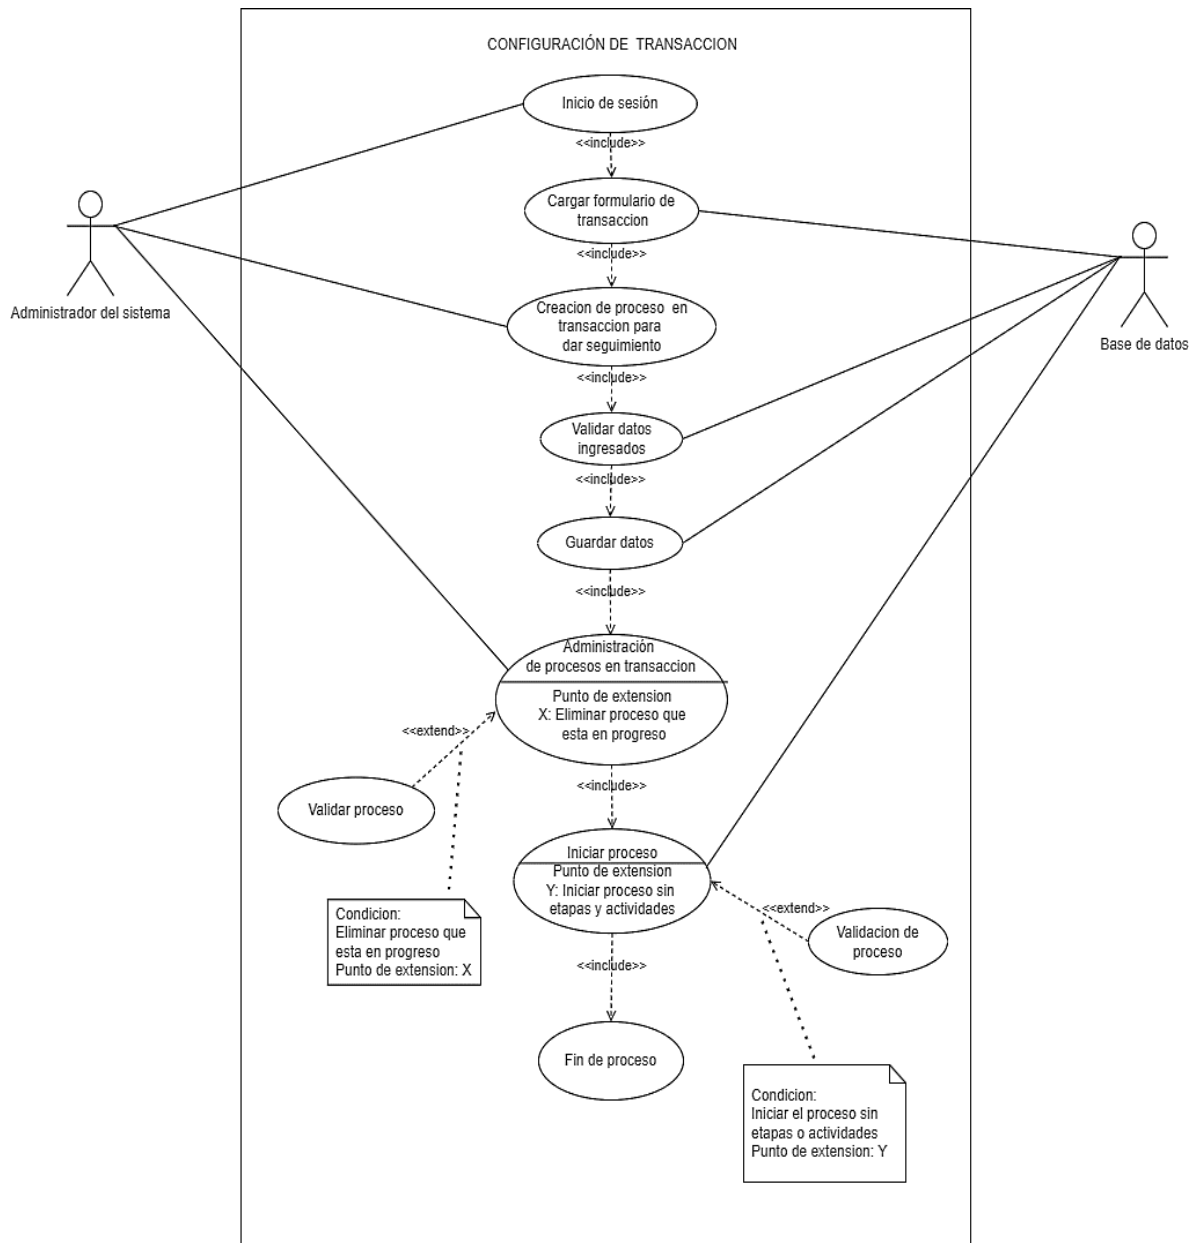 CONFIGURACIÓN DE TRANSACCION
Inicio de sesión
<<include>>
Cargar formulario de
transaccion
<<include>>
Administrador del sistema
Creacion de proceso en
transaccion para
dar seguimiento
Base de datos
<<include>>
Validar datos
ingresados
<<include>>
Guardar datos
<<include>>
Administración
de procesos en transaccion
Punto de extension
X: Eliminar proceso que
esta en progreso
<<extend>>
<<include>>
Validar proceso
Iniciar proceso
Punto de extension
Y: Iniciar proceso sin
etapas y actividades
<<extend>>
Condicion:
Eliminar proceso que
esta en progreso
Punto de extension: X
Validacion de
proceso
<<include>>
Fin de proceso
Condicion:
Iniciar el proceso sin
etapas o actividades
Punto de extension: Y